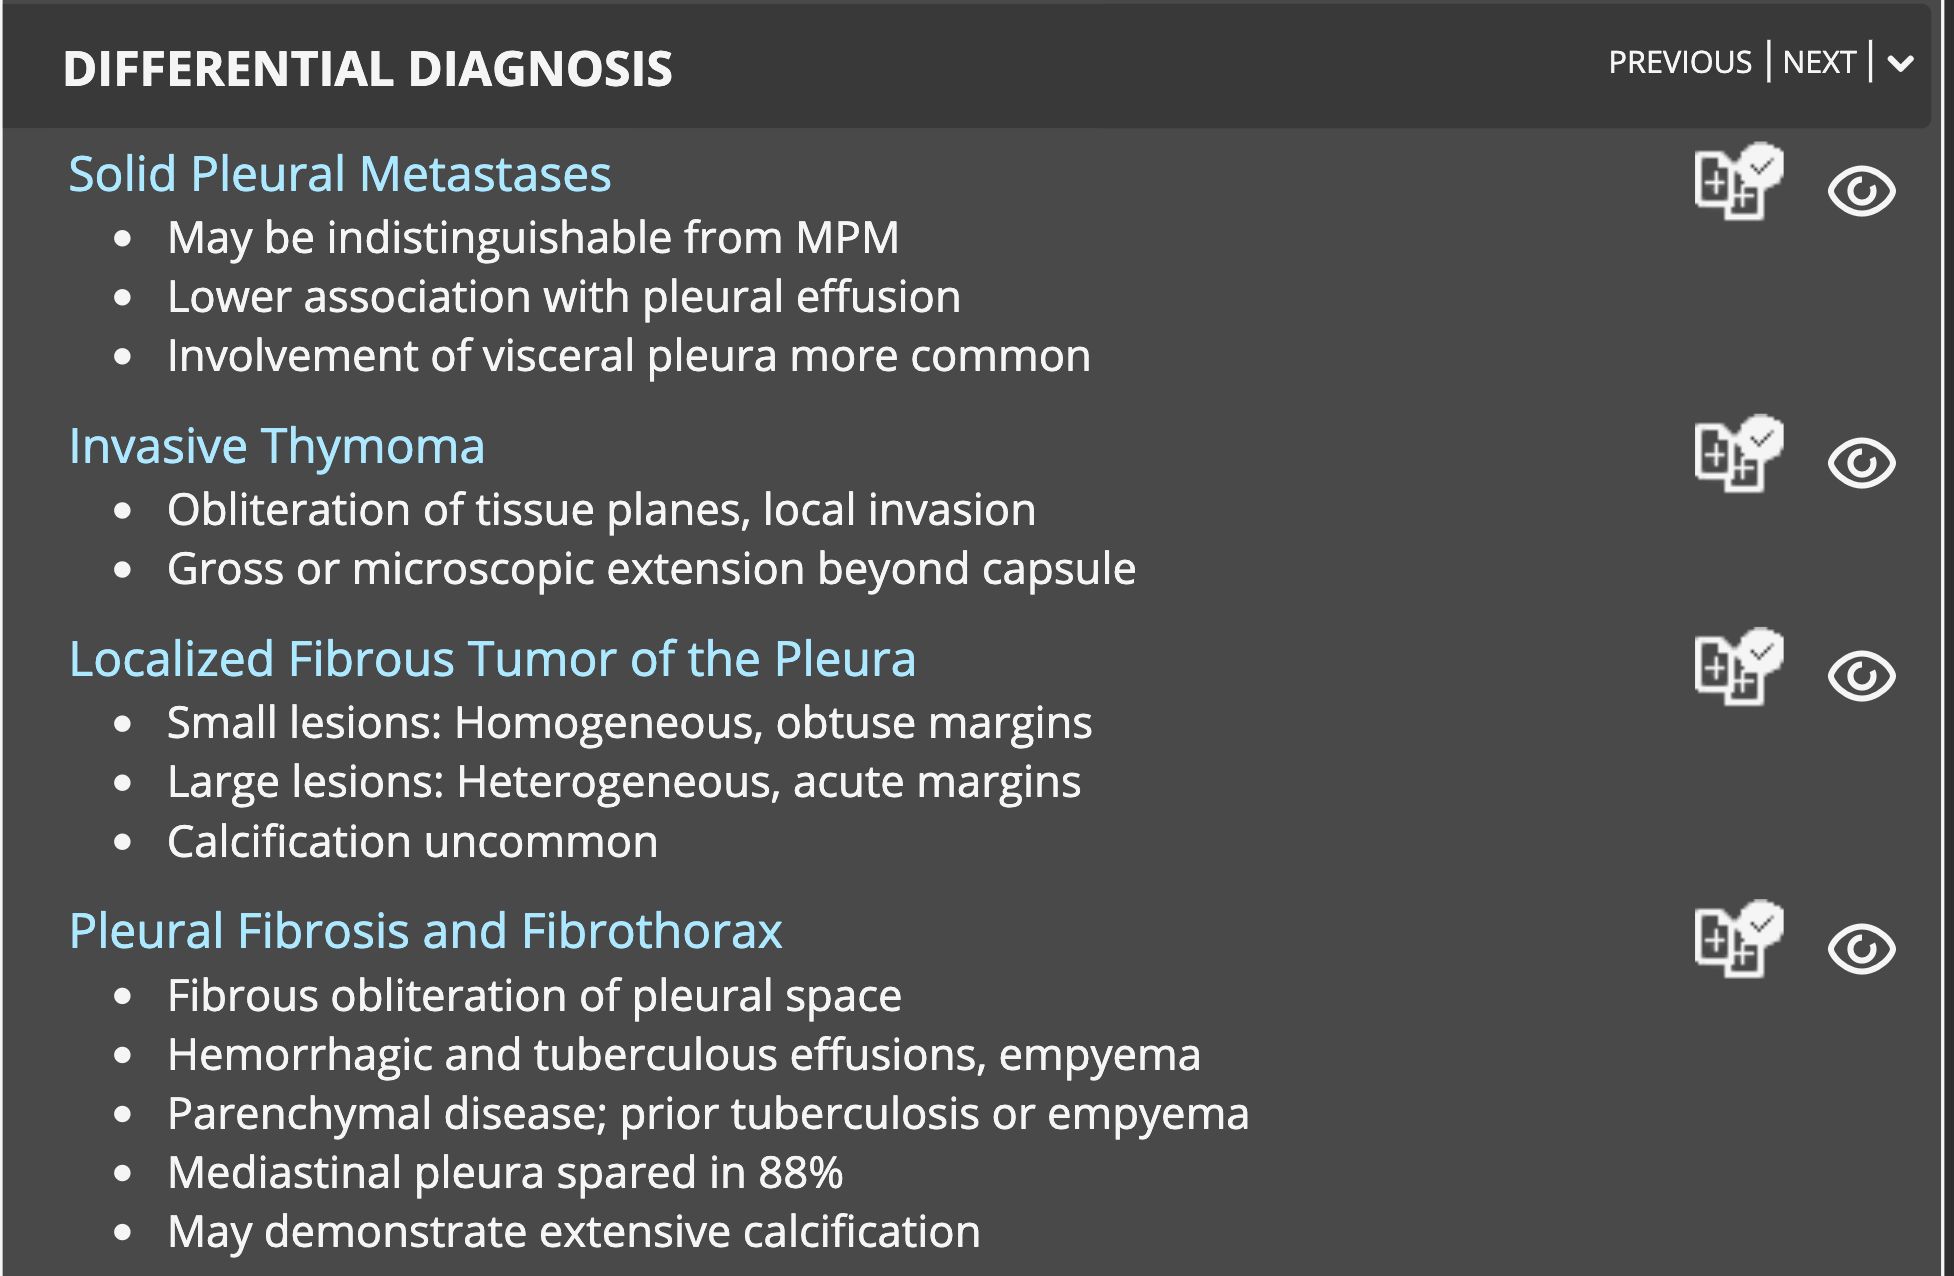 DIFFERENTIAL DIAGNOSIS
PREVIOUS | NEXT |
Solid Pleural Metastases
• May be indistinguishable from MPM
• Lower association with pleural effusion
• Involvement of visceral pleura more common
Invasive Thymoma
• Obliteration of tissue planes, local invasion
• Gross or microscopic extension beyond capsule
Localized Fibrous Tumor of the Pleura
• Small lesions: Homogeneous, obtuse margins
• Large lesions: Heterogeneous, acute margins
• Calcification uncommon
Pleural Fibrosis and Fibrothorax
• Fibrous obliteration of pleural space
• Hemorrhagic and tuberculous effusions, empyema
• Parenchymal disease; prior tuberculosis or empyema
• Mediastinal pleura spared in 88%
• May demonstrate extensive calcification